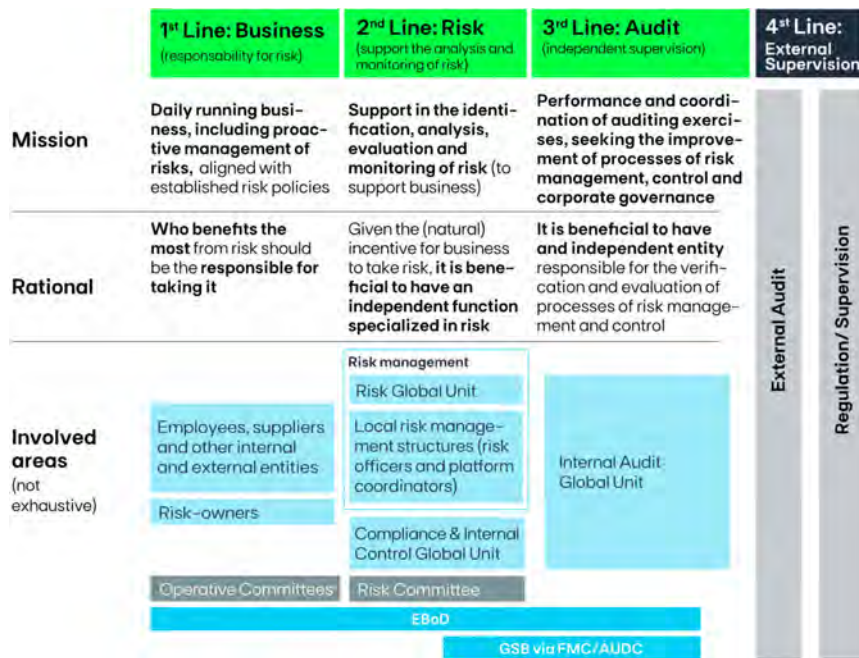 1st Line: Business
(responsability for risk)
2nd Line: Risk
(support the analysis and
monitoring of risk)
3rd Line: Audit
(independent supervision)
4st Line:
External
Supervision
Mission
Daily running busi-
ness, including proac-
tive management of
risks, aligned with
established risk policies
Support in the identi-
fication, analysis,
evaluation and
monitoring of risk (to
support business)
Performance and coordi-
nation of auditing exerci-
ses, seeking the improve-
ment of processes of risk
management, control and
corporate governance
Rational
Who benefits the
most from risk should
be the responsible for
taking it
Given the (natural)
incentive for business
to take risk, it is bene-
ficial to have an
independent function
specialized in risk
It is beneficial to have
and independent entity
responsible for the verifi-
cation and evaluation of
processes of risk manage-
ment and control
Involved
areas
(not
exhaustive)
Employees, suppliers
and other internal
and external entities
Risk-owners
Operative Committees
Risk management
Risk Global Unit
Local risk manage-
ment structures (risk
officers and platform
coordinators)
Compliance & Internal
Control Global Unit
Risk Committee
Internal Audit
Global Unit
EBoD
GSB via FMC/AUDC
External Audit
Regulation/ Supervision